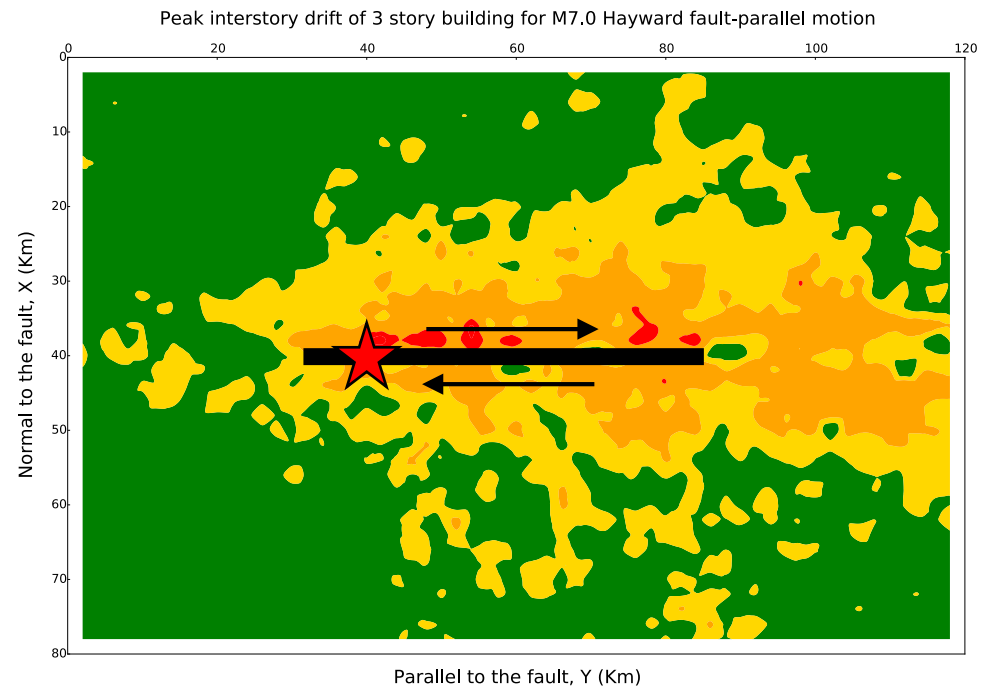 Peak interstory drift of 3 story building for M7.0 Hayward fault-parallel motion
0 20 40 60 80 100 120
0
10
20
30
40
50
60
70
80
Normal to the fault, X (Km)
Parallel to the fault, Y (Km)